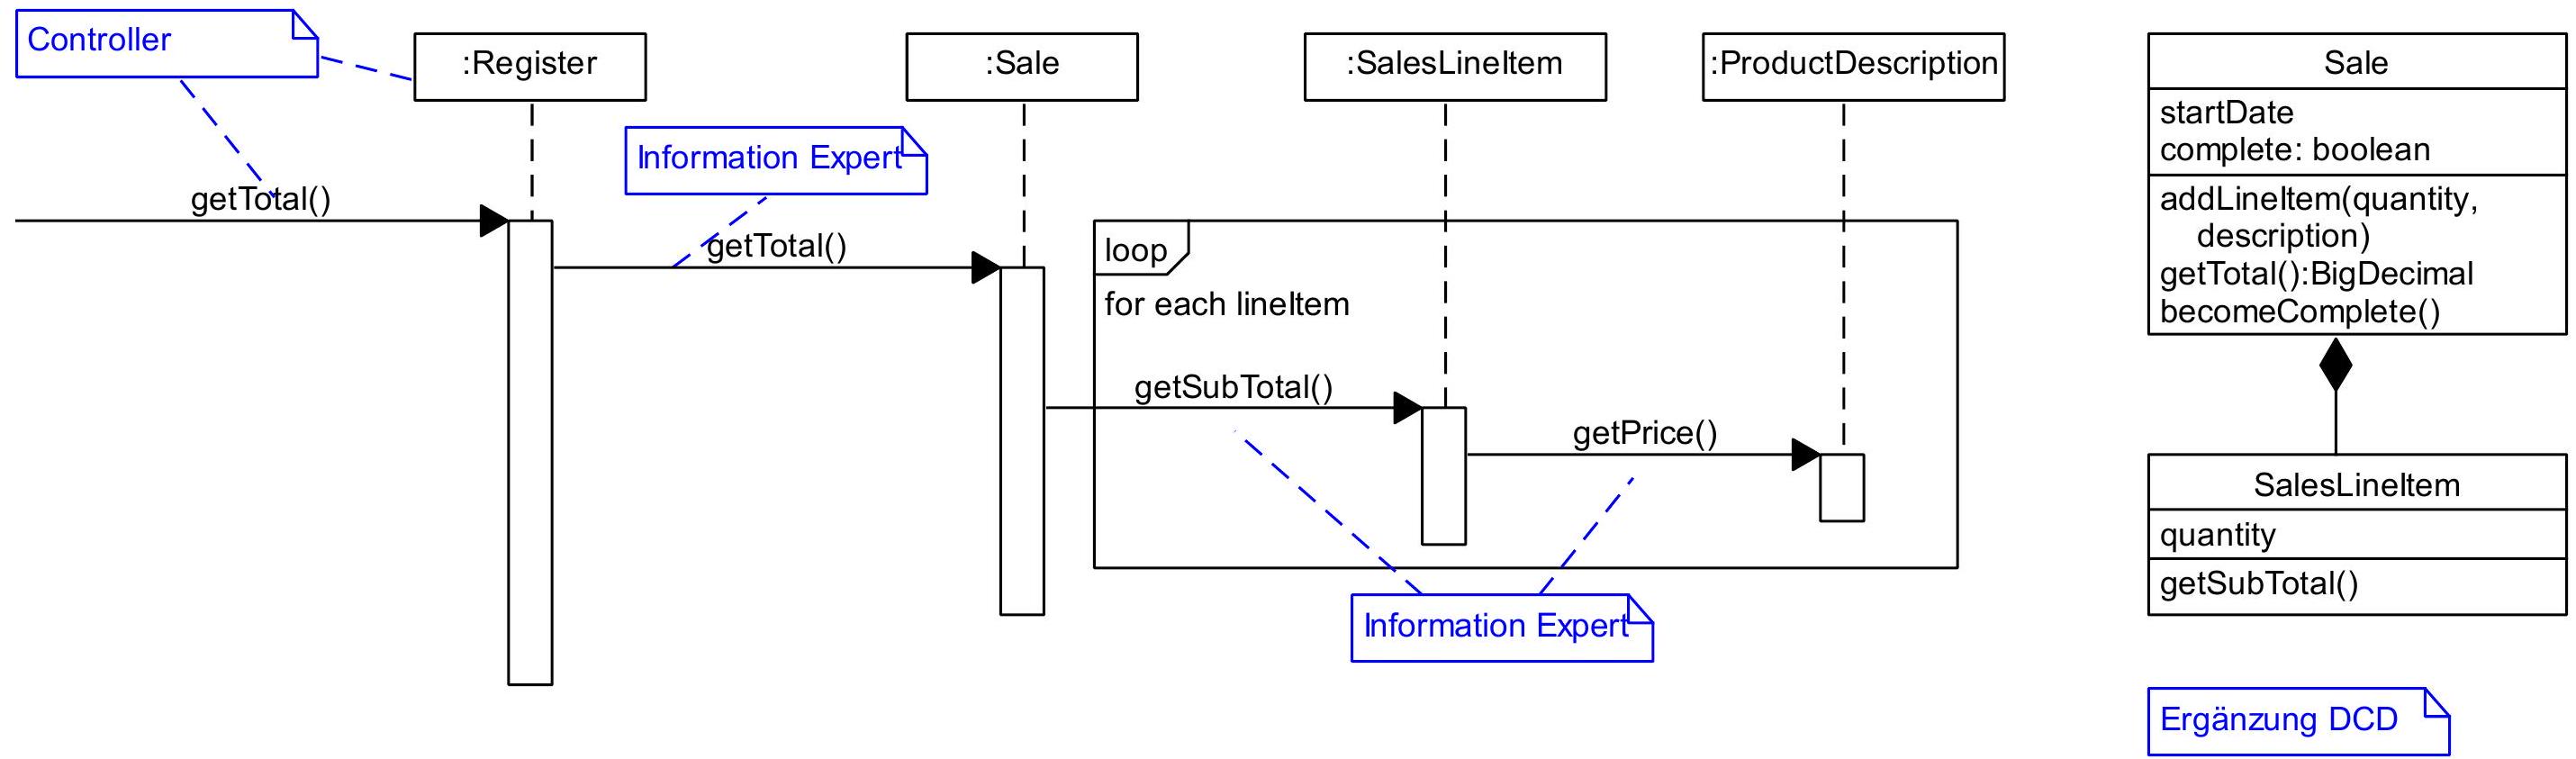 Controller
:Register
:Sale
:SalesLineItem
:ProductDescription
Information Expert
getTotal()
getTotal()
loop
for each lineItem
getSubTotal()
getPrice()
Information Expert
Sale
startDate
complete: boolean
addLineItem(quantity,
description)
getTotal():BigDecimal
becomeComplete()
SalesLineItem
quantity
getSubTotal()
Ergänzung DCD